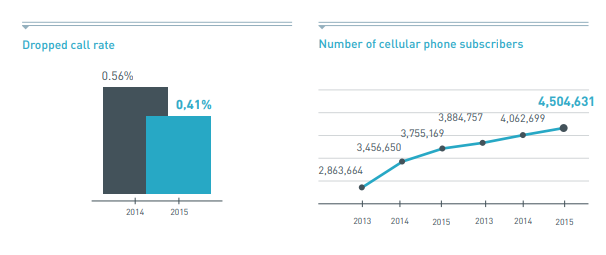 Dropped call rate
0.56%
0,41%
2014 2015
Number of cellular phone subscribers
4,504,631
3,884,757 4,062,699
3,755,169
3,456,650
2,863,664
2013 2014 2015 2013 2014 2015